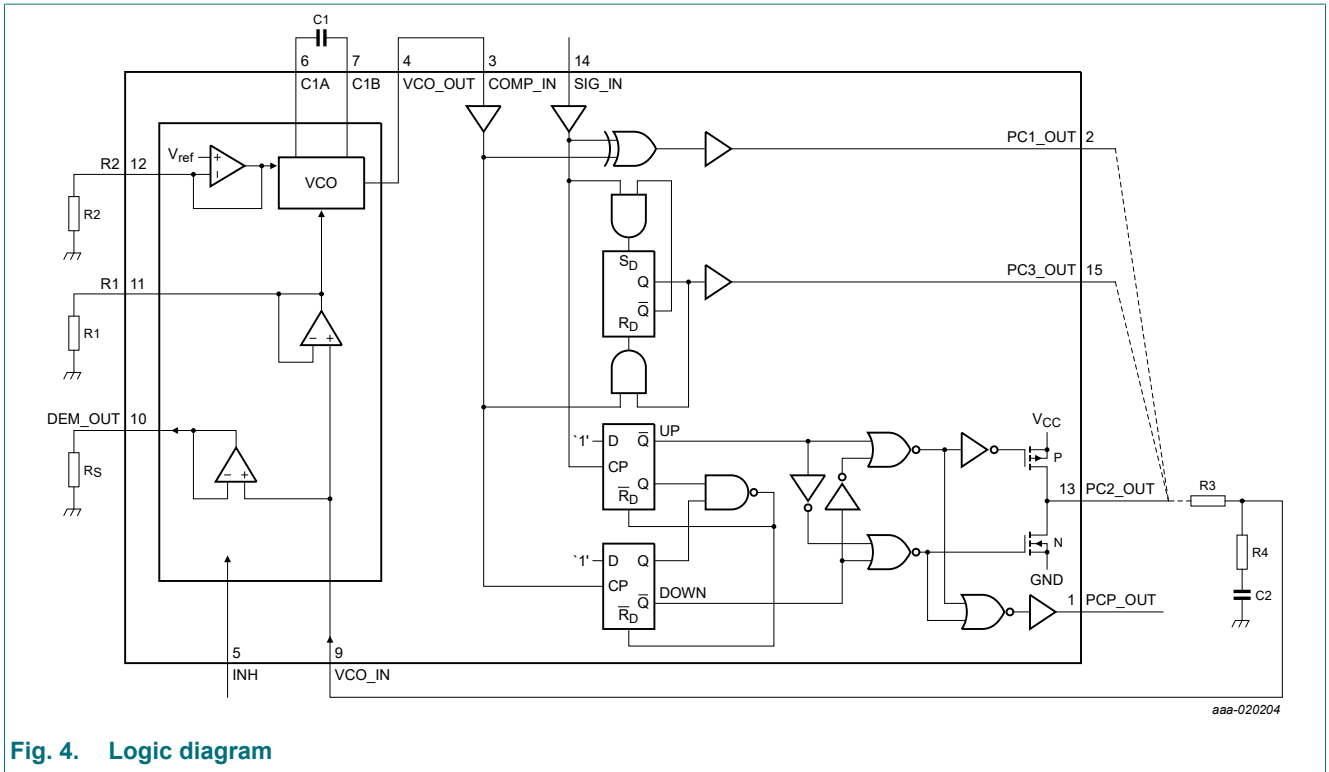 C1
6 7 4 3 14
C1A C1B VCO_OUT COMP_IN SIG_IN
R2 12
Vref
+
−
VCO
R2
PC1_OUT 2
SD
Q
Q̅
RD
PC3_OUT 15
R1 11
R1
− +
DEM_OUT 10
RS
− +
'1' D Q̅ UP
CP
Q
R̅D
'1' D Q
CP
Q̅ DOWN
R̅D
VCC
P
13 PC2_OUT
N
GND
1 PCP_OUT
R3
R4
C2
5 9
INH VCO_IN
aaa-020204
Fig. 4. Logic diagram